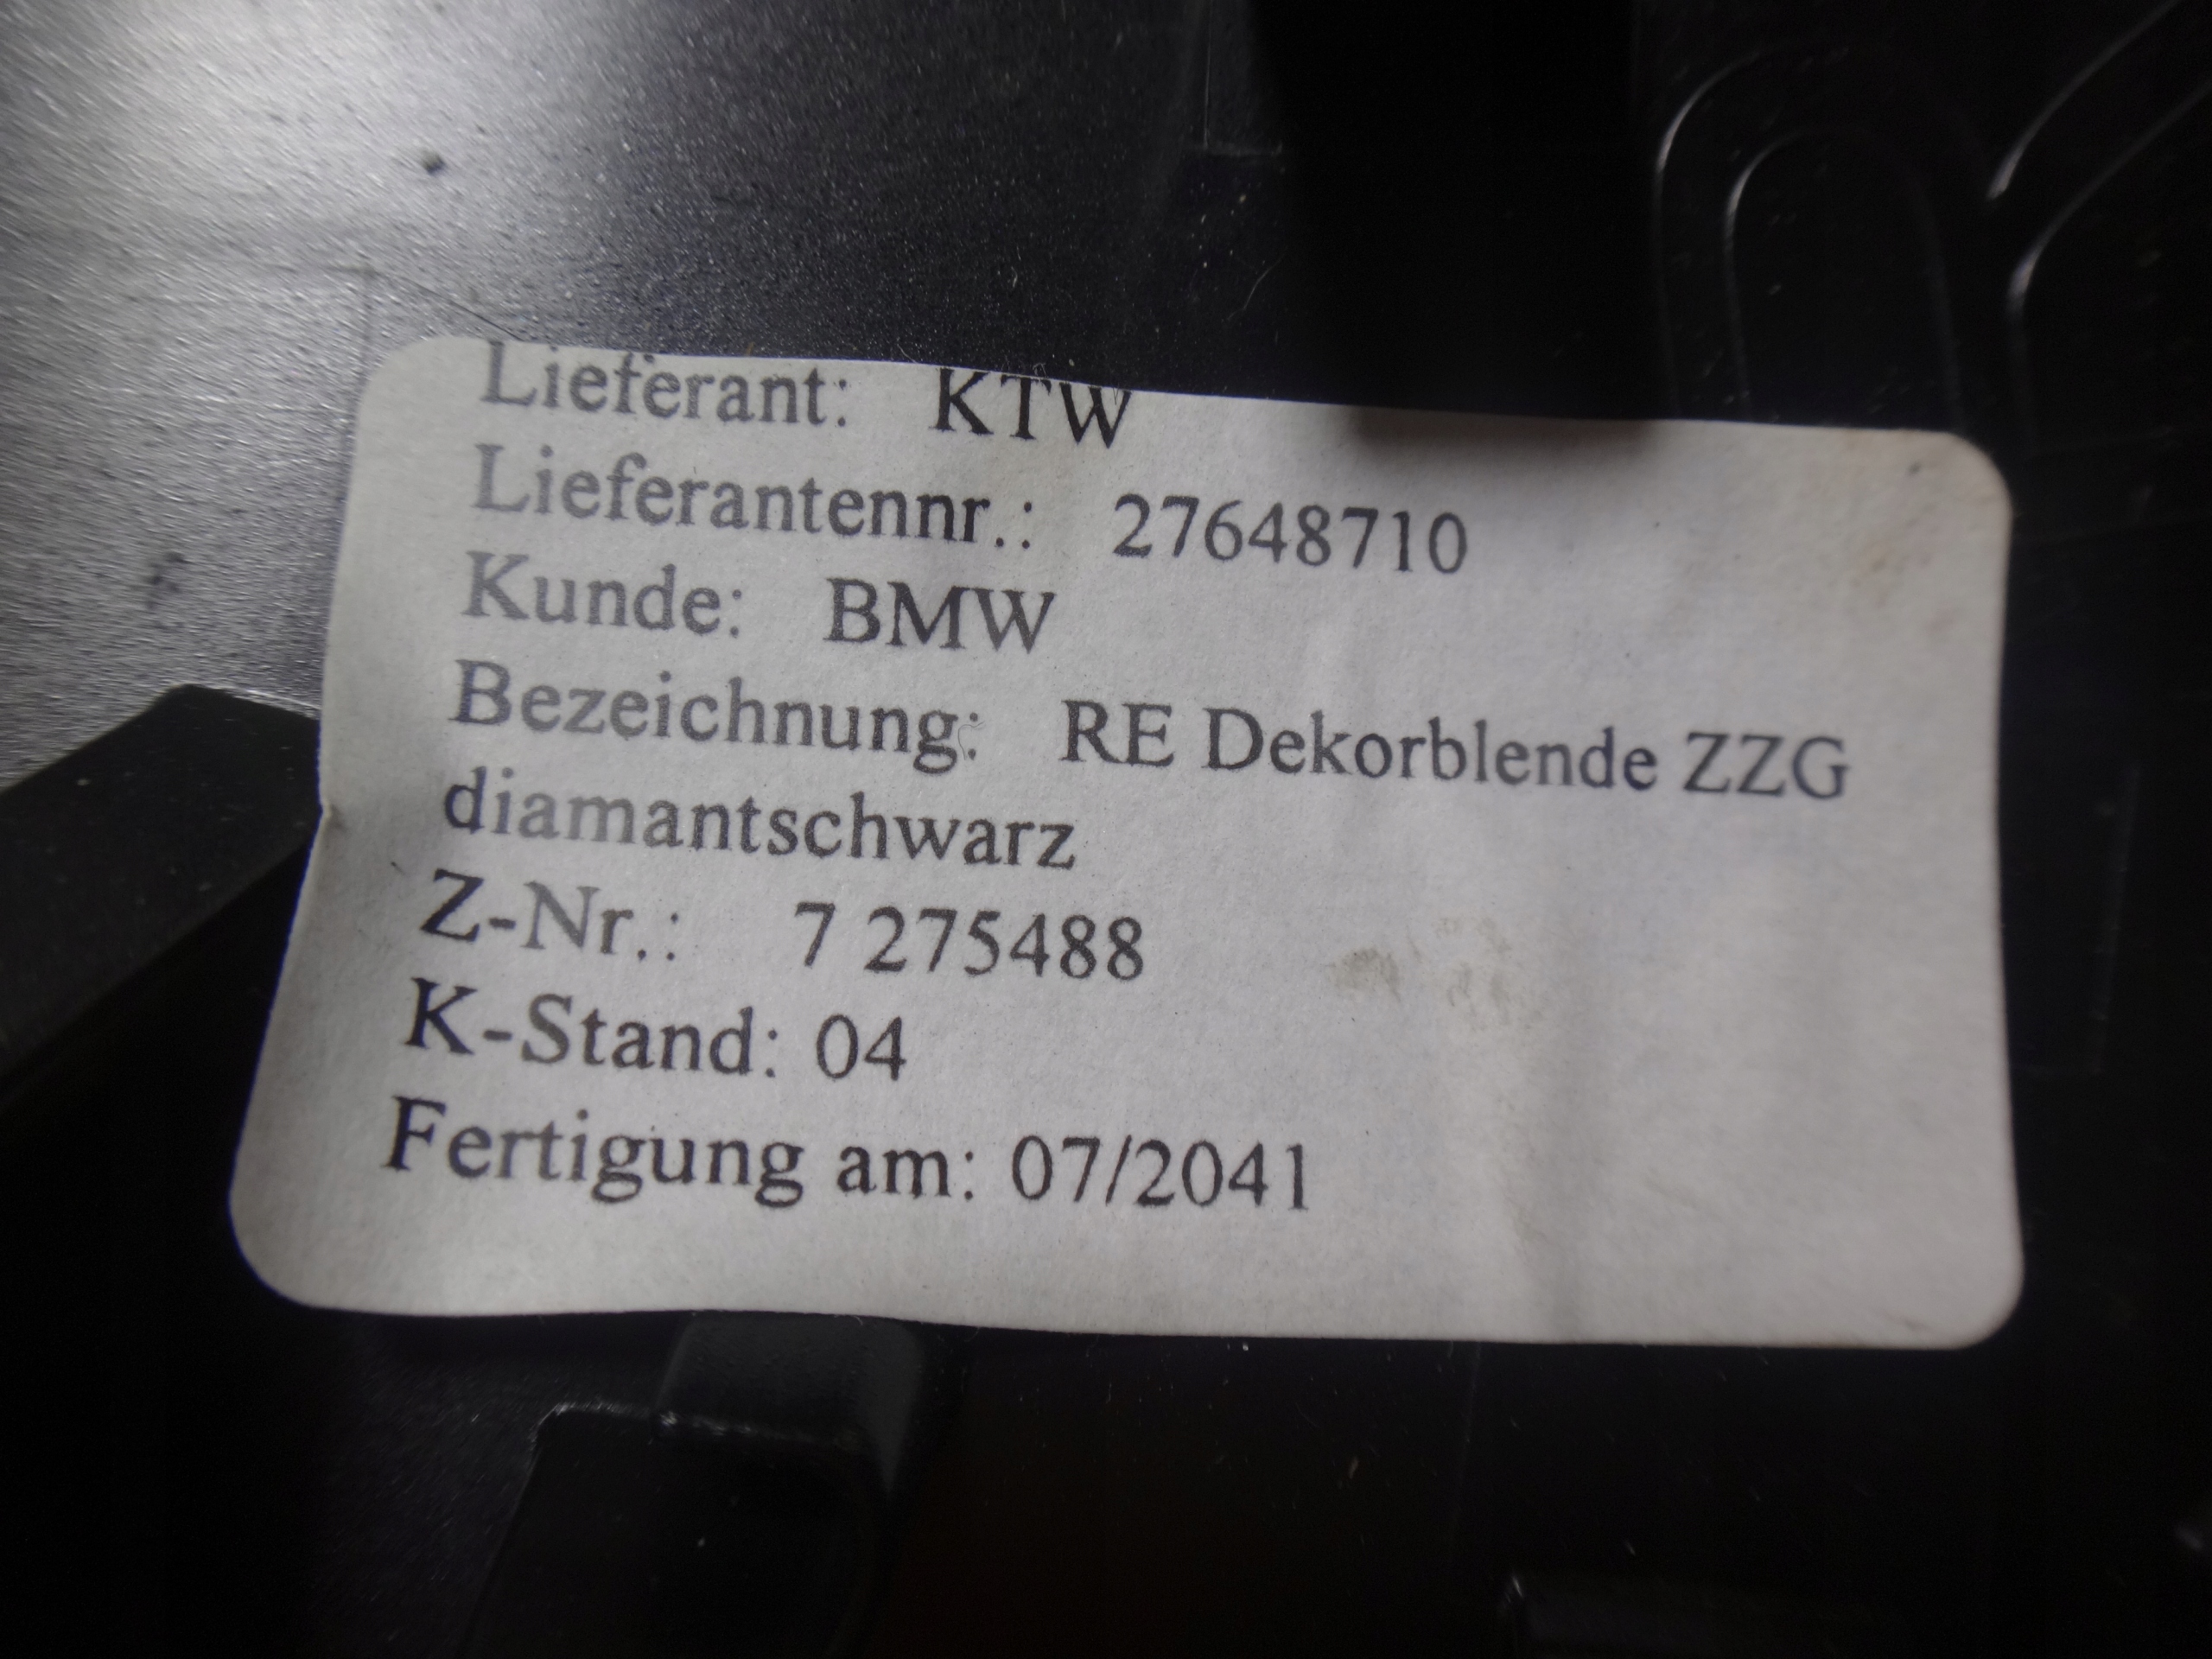 Lieferant: KTW
Lieferantennr.: 27648710
Kunde: BMW
Bezeichnung: RE Dekorblende ZZG
diamantschwarz
Z-Nr.: 7 275488
K-Stand: 04
Fertigung am: 07/2041